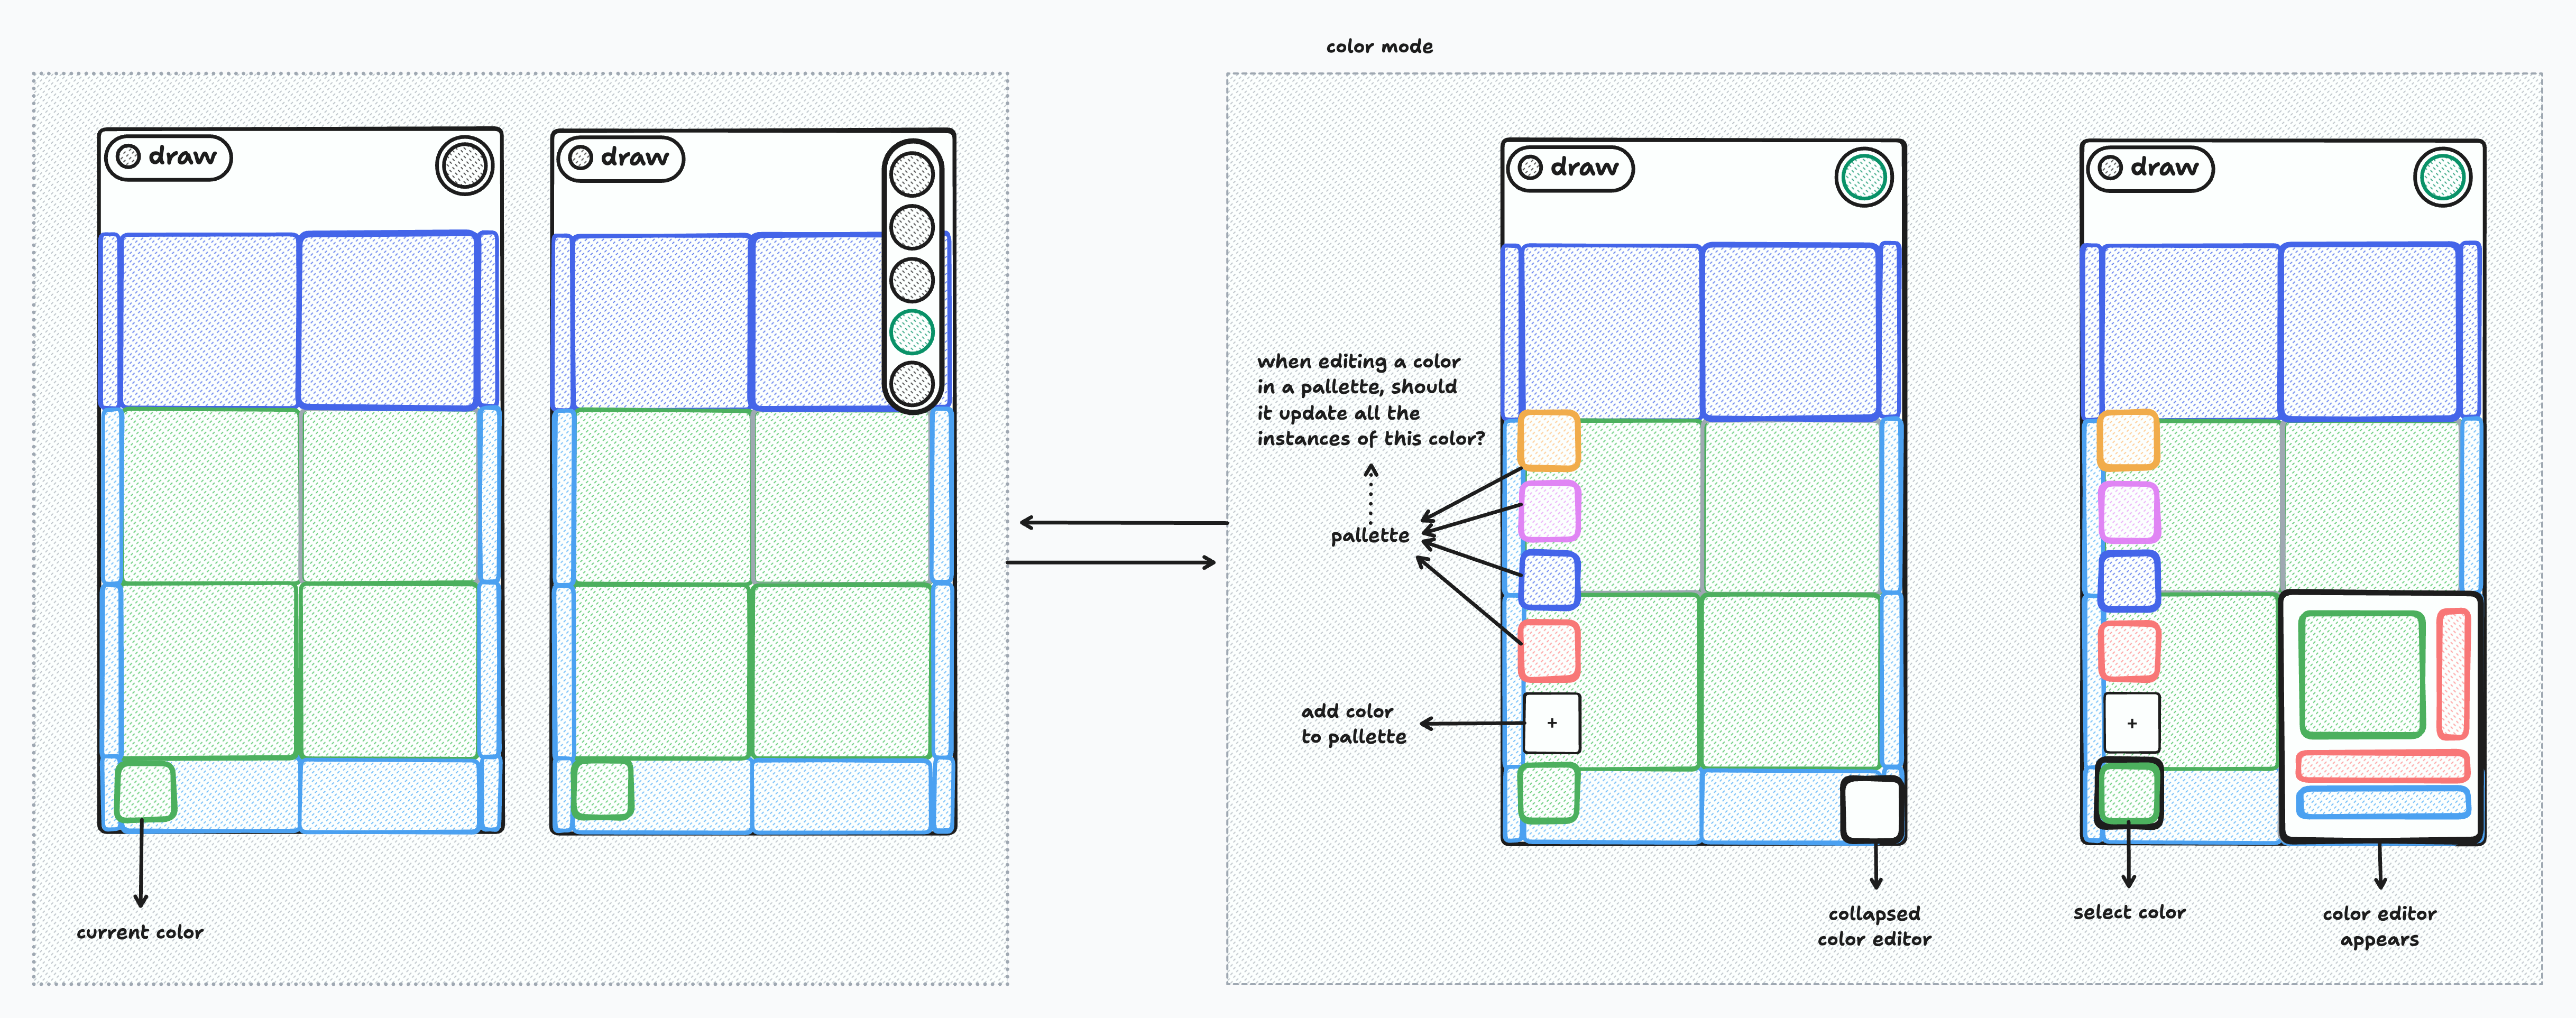 color mode
draw
draw
draw
draw
when editing a color
in a pallette, should
it update all the
instances of this color?
pallette
add color
to pallette
+
+
current color
collapsed
color editor
select color
color editor
appears